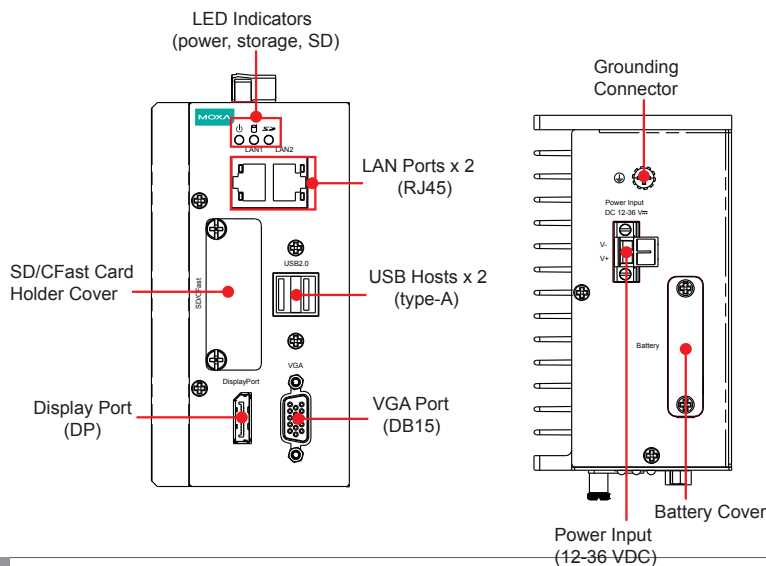 LED Indicators
(power, storage, SD)
MOXA
LAN1 LAN2
LAN Ports x 2
(RJ45)
SD/CFast Card
Holder Cover
SD/CFast
USB2.0
USB Hosts x 2
(type-A)
DisplayPort
VGA
Display Port
(DP)
VGA Port
(DB15)
Grounding
Connector
Power Input
DC 12-36 V⎓
V-
V+
Battery
Battery Cover
Power Input
(12-36 VDC)